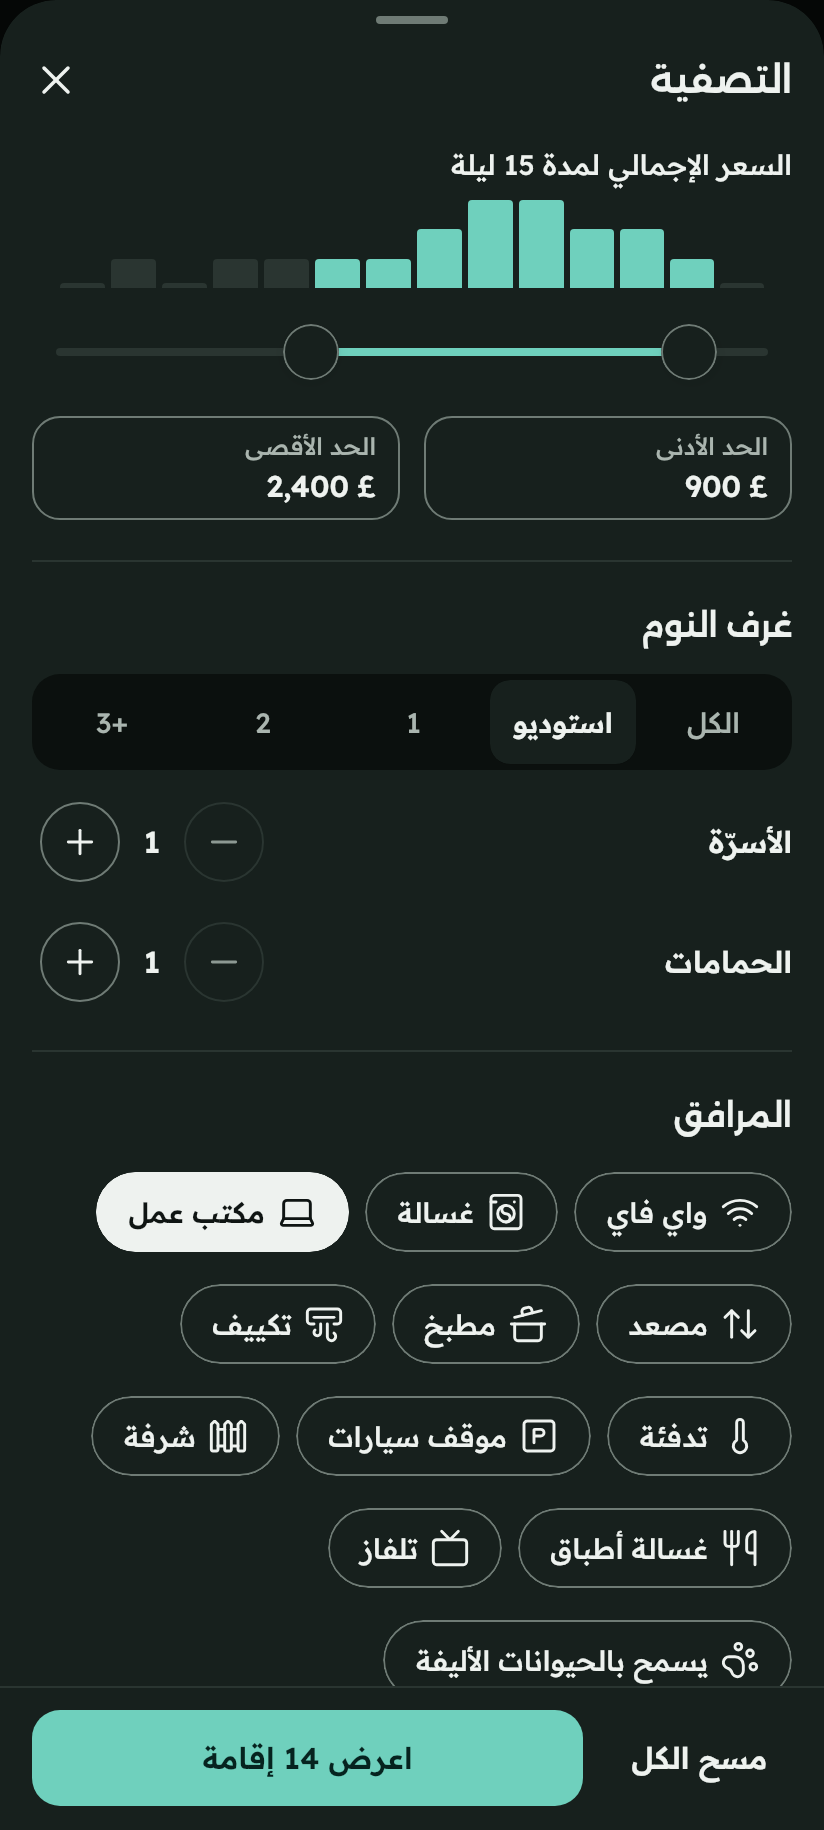 التصفية
السعر الإجمالي لمدة 15 ليلة
الحد الأدنى
£ 900
الحد الأقصى
£ 2,400
غرف النوم
الكل
استوديو
1
2
3+
الأسرّة
1
الحمامات
1
المرافق
واي فاي
غسالة
مكتب عمل
مصعد
مطبخ
تكييف
تدفئة
P
موقف سيارات
شرفة
غسالة أطباق
تلفاز
يسمح بالحيوانات الأليفة
مسح الكل
اعرض 14 إقامة